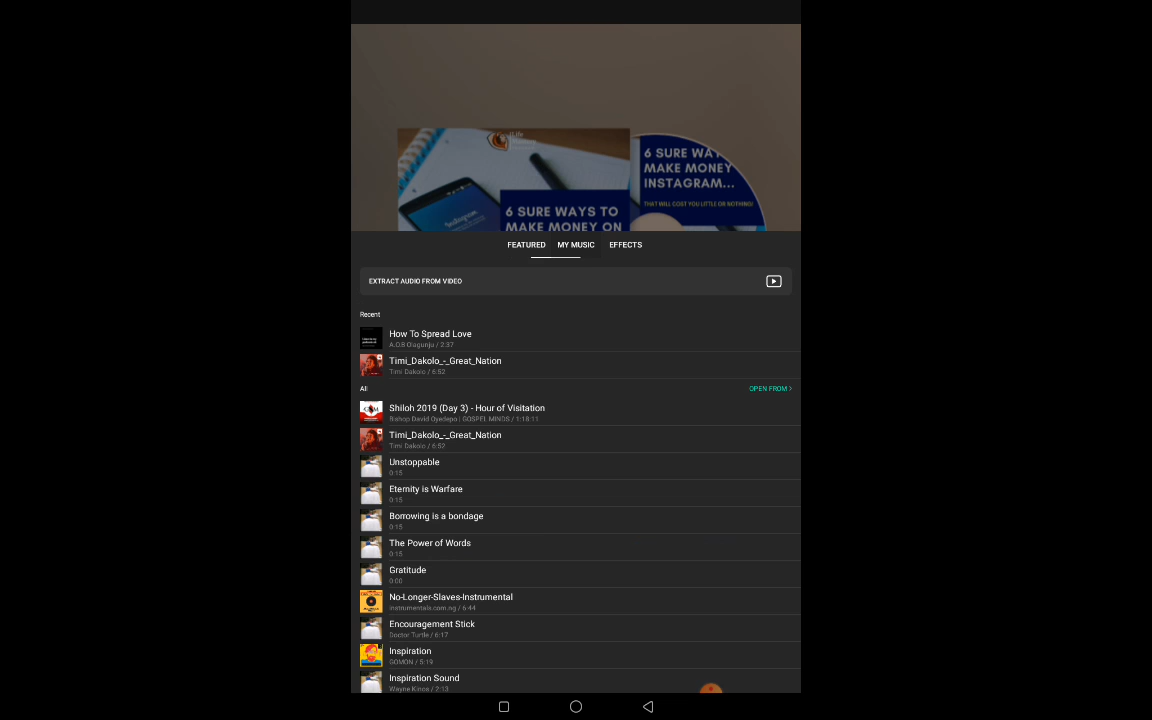 6 SURE WAY
MAKE MONEY
INSTAGRAM...
THAT WILL COST YOU LITTLE OR NOTHING!
Instagram
6 SURE WAYS TO
MAKE MONEY ON
FEATURED MY MUSIC EFFECTS
EXTRACT AUDIO FROM VIDEO
Recent
How To Spread Love
A.O.B Olagunju / 2:37
Timi_Dakolo_-_Great_Nation
Timi Dakolo / 6:52
All OPEN FROM >
Shiloh 2019 (Day 3) - Hour of Visitation
Bishop David Oyedepo | GOSPEL MINDS / 1:18:11
Timi_Dakolo_-_Great_Nation
Timi Dakolo / 6:52
Unstoppable
0:15
Eternity is Warfare
0:15
Borrowing is a bondage
0:15
The Power of Words
0:15
Gratitude
0:00
No-Longer-Slaves-Instrumental
instrumentals.com.ng / 6:44
Encouragement Stick
Doctor Turtle / 6:17
Inspiration
GOMON / 5:19
Inspiration Sound
Wayne Kinos / 2:13